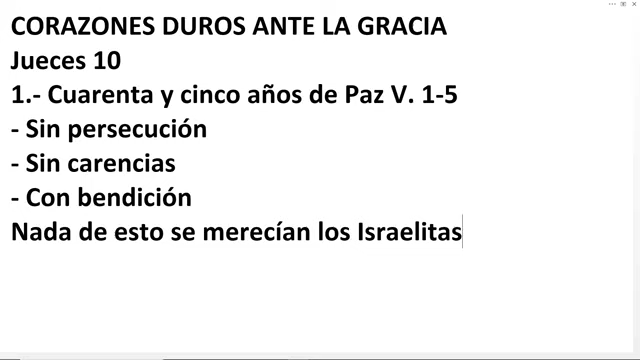 CORAZONES DUROS ANTE LA GRACIA
Jueces 10
1.- Cuarenta y cinco años de Paz V. 1-5
- Sin persecución
- Sin carencias
- Con bendición
Nada de esto se merecían los Israelitas